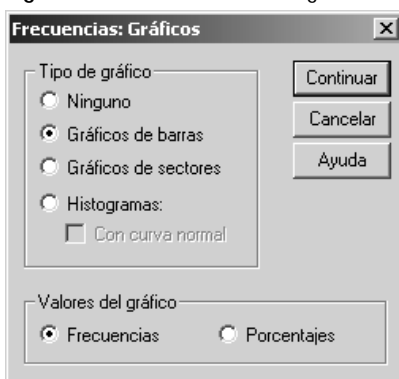 Frecuencias: Gráficos
Tipo de gráfico
Ninguno
Gráficos de barras
Gráficos de sectores
Histogramas:
Con curva normal
Continuar
Cancelar
Ayuda
Valores del gráfico
Frecuencias
Porcentajes